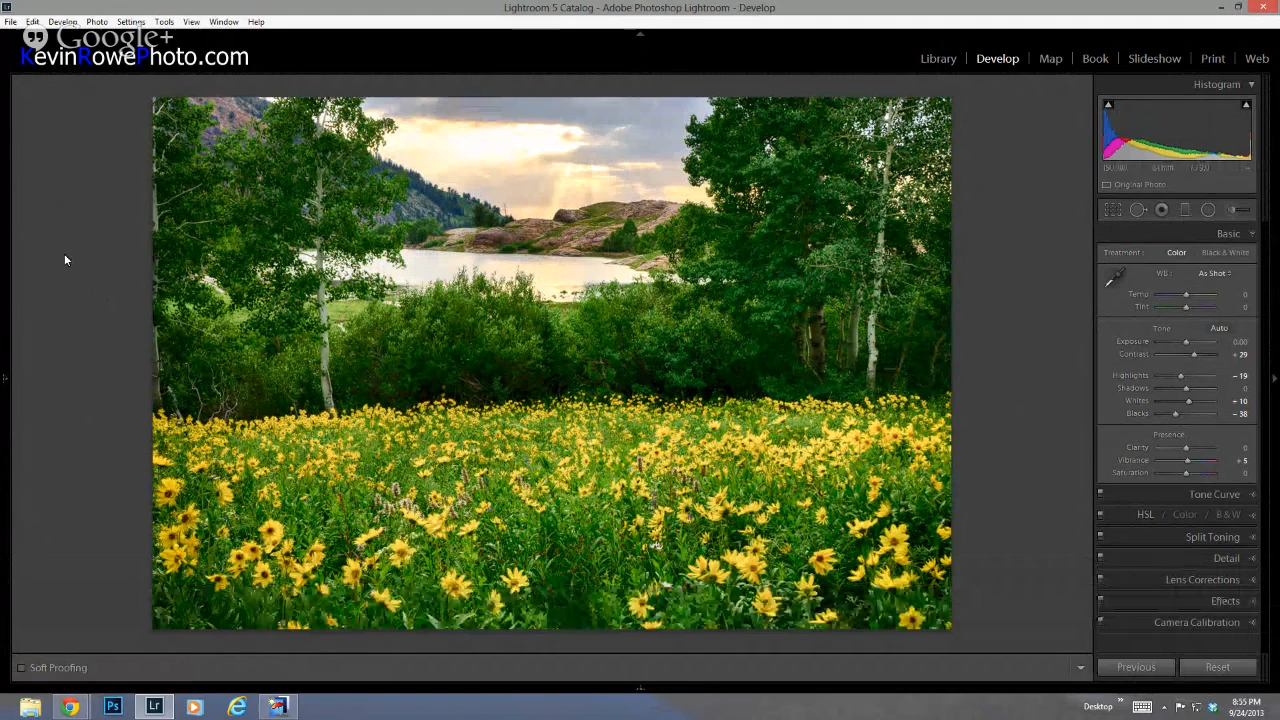 Lightroom 5 Catalog - Adobe Photoshop Lightroom - Develop
File Edit Develop Photo Settings Tools View Window Help
Google+
KevinRowePhoto.com
Library | Develop | Map | Book | Slideshow | Print | Web
Histogram
Original Photo
Basic
Treatment : Color Black & White
WB : As Shot
Temp 0
Tint 0
Tone Auto
Exposure 0.00
Contrast + 29
Highlights - 19
Shadows 0
Whites + 10
Blacks - 38
Presence
Clarity 0
Vibrance + 5
Saturation 0
Tone Curve
HSL / Color / B & W
Split Toning
Detail
Lens Corrections
Effects
Camera Calibration
Soft Proofing
Previous Reset
Ps Lr
Desktop
8:55 PM
9/24/2013